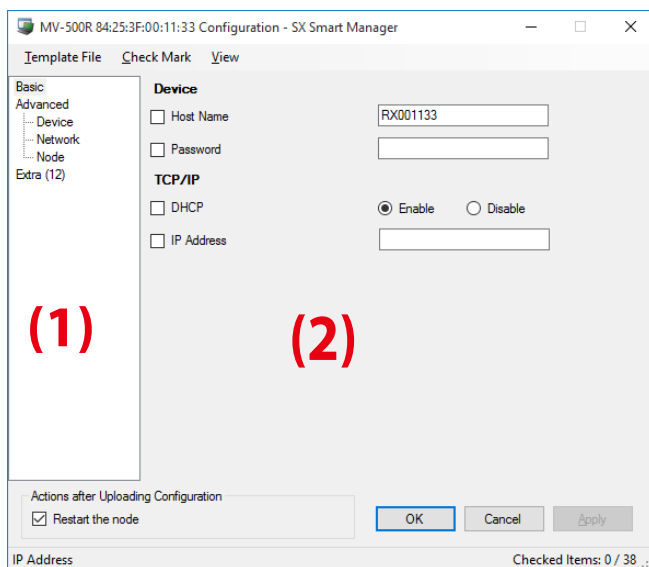 MV-500R 84:25:3F:00:11:33 Configuration - SX Smart Manager
Template File Check Mark View
Basic
Advanced
Device
Network
Node
Extra (12)
(1)
Device
Host Name RX001133
Password
TCP/IP
DHCP Enable Disable
IP Address
(2)
Actions after Uploading Configuration
Restart the node
OK Cancel Apply
IP Address Checked Items: 0 / 38